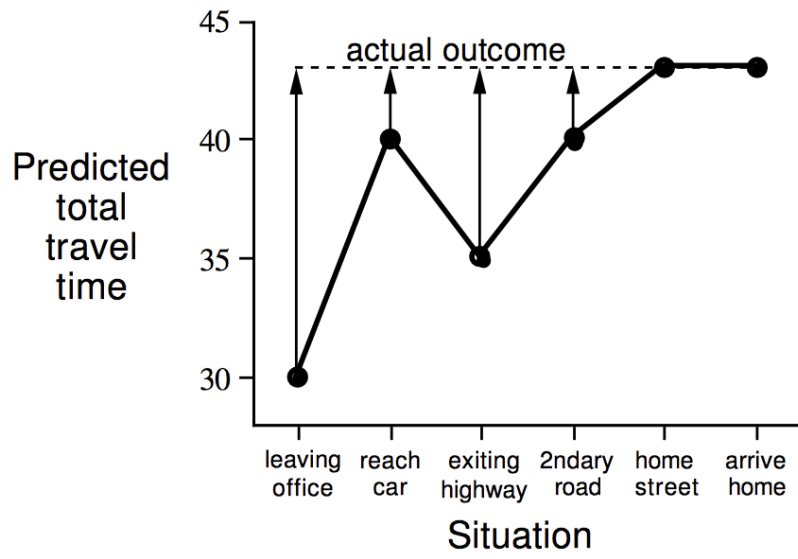 45
actual outcome
40
Predicted
total
travel
time
35
30
leaving
office
reach
car
exiting
highway
2ndary
road
home
street
arrive
home
Situation